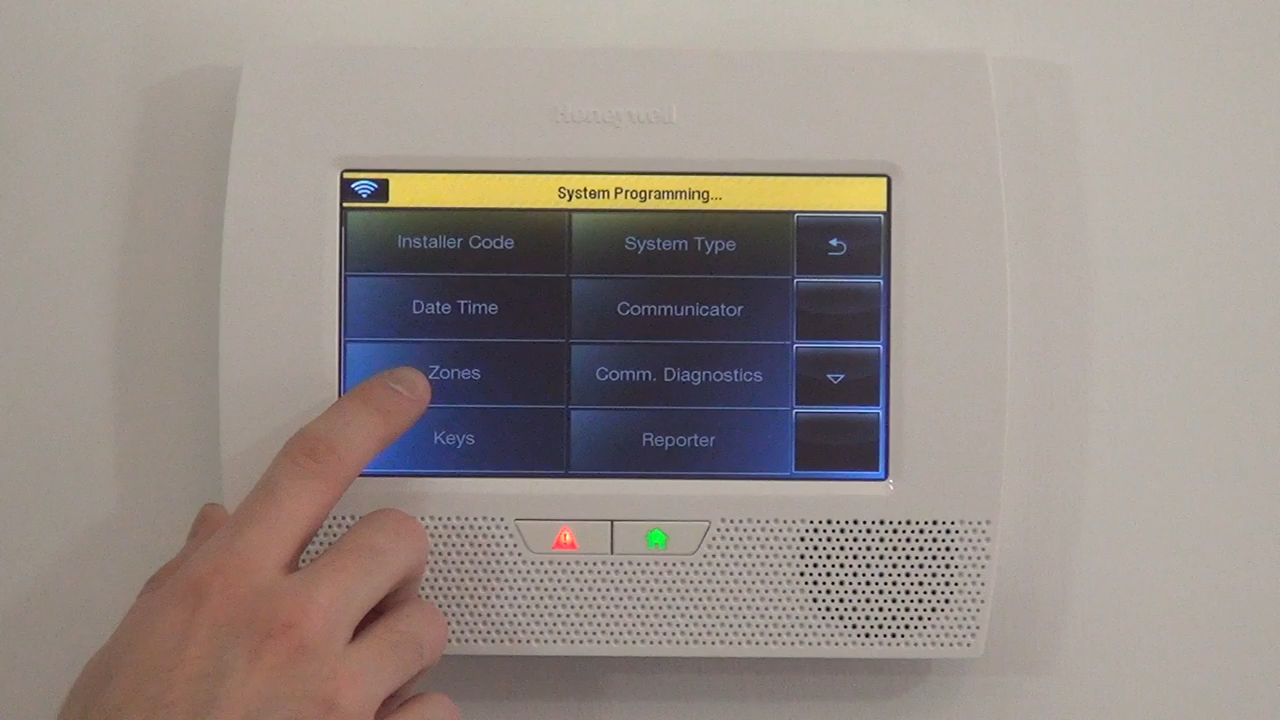 Honeywell
System Programming...
Installer Code
System Type
Date Time
Communicator
Zones
Comm. Diagnostics
Keys
Reporter